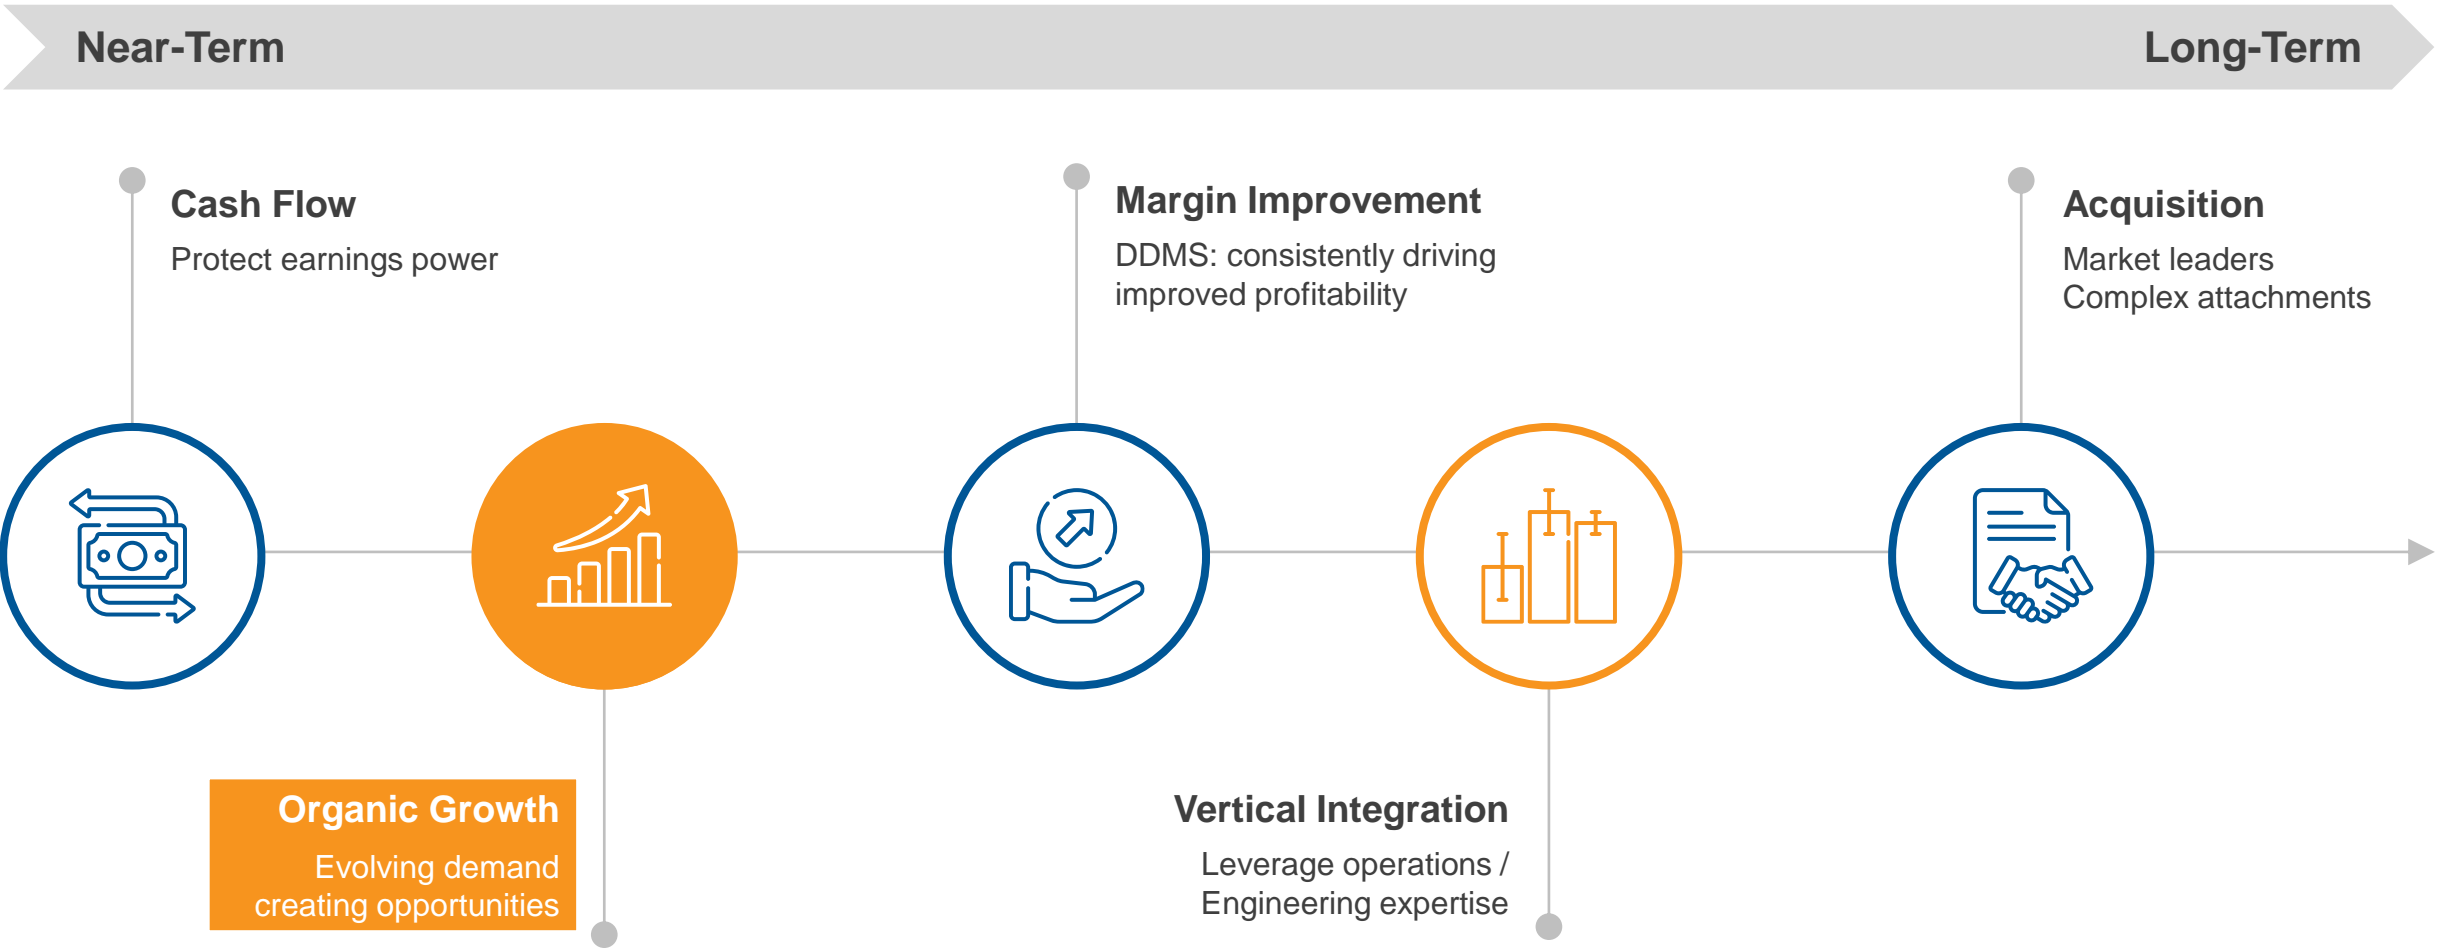 Near-Term
Long-Term
Cash Flow
Protect earnings power
Organic Growth
Evolving demand
creating opportunities
Margin Improvement
DDMS: consistently driving
improved profitability
Vertical Integration
Leverage operations /
Engineering expertise
Acquisition
Market leaders
Complex attachments